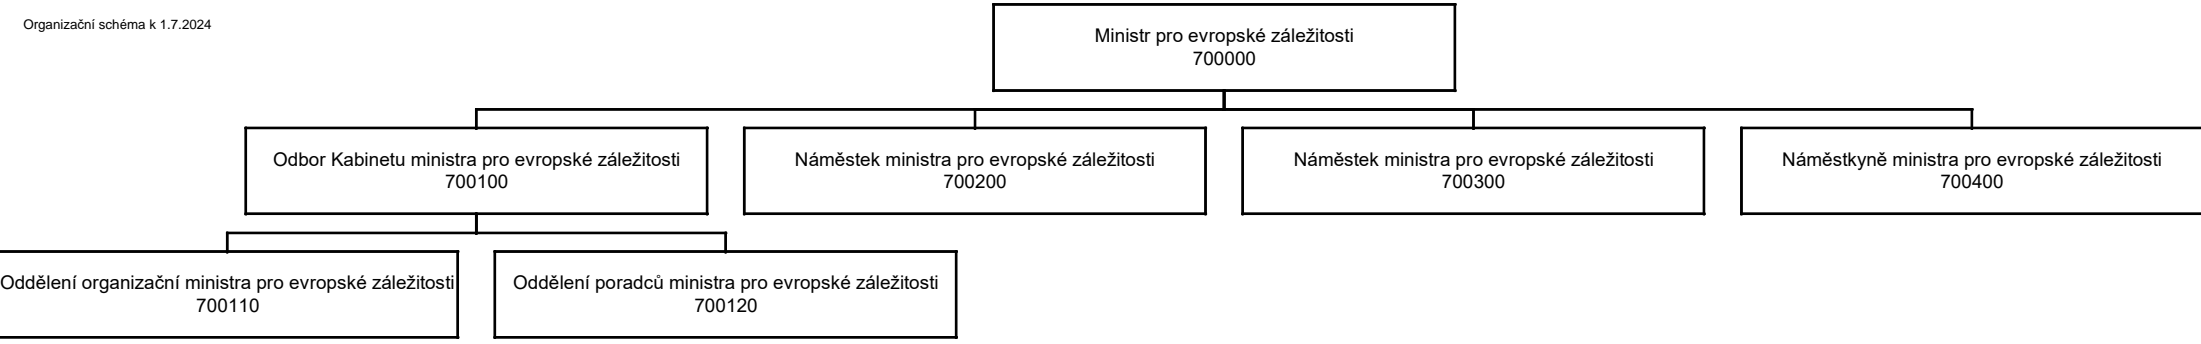 Organizační schéma k 1.7.2024
Ministr pro evropské záležitosti
700000
Odbor Kabinetu ministra pro evropské záležitosti
700100
Náměstek ministra pro evropské záležitosti
700200
Náměstek ministra pro evropské záležitosti
700300
Náměstkyně ministra pro evropské záležitosti
700400
Oddělení organizační ministra pro evropské záležitosti
700110
Oddělení poradců ministra pro evropské záležitosti
700120